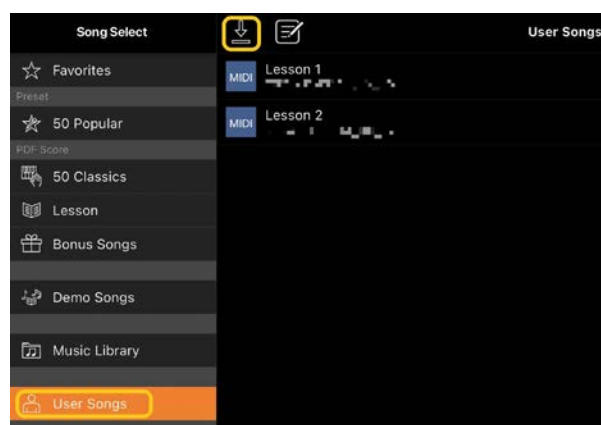 Song Select
Favorites
Preset
50 Popular
PDF Score
50 Classics
Lesson
Bonus Songs
Demo Songs
Music Library
User Songs
User Songs
MIDI
Lesson 1
MIDI
Lesson 2